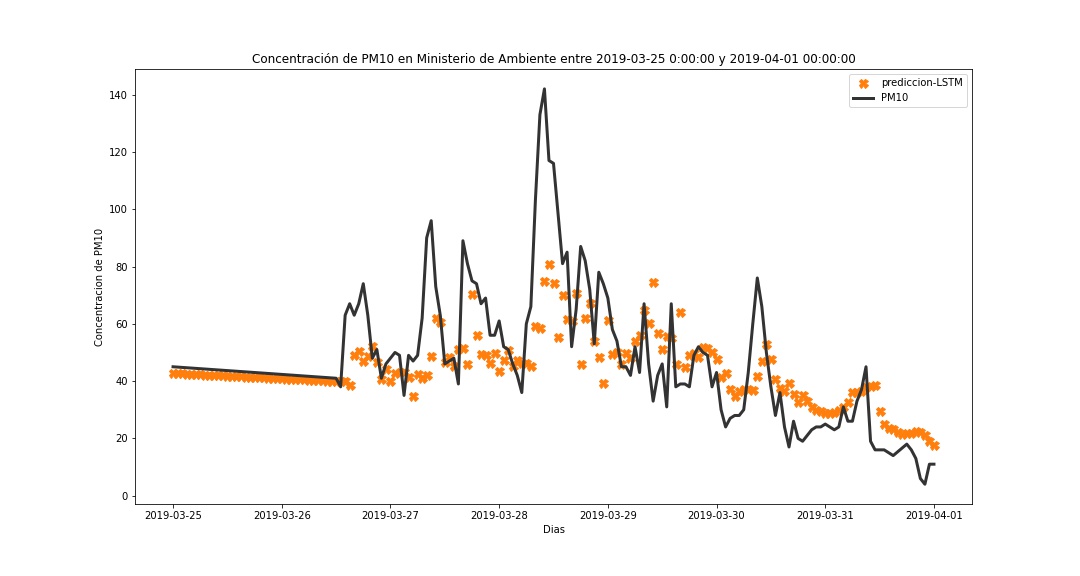 Concentración de PM10 en Ministerio de Ambiente entre 2019-03-25 0:00:00 y 2019-04-01 00:00:00
prediccion-LSTM
PM10
Concentracion de PM10
140
120
100
80
60
40
20
0
2019-03-25 2019-03-26 2019-03-27 2019-03-28 2019-03-29 2019-03-30 2019-03-31 2019-04-01
Dias